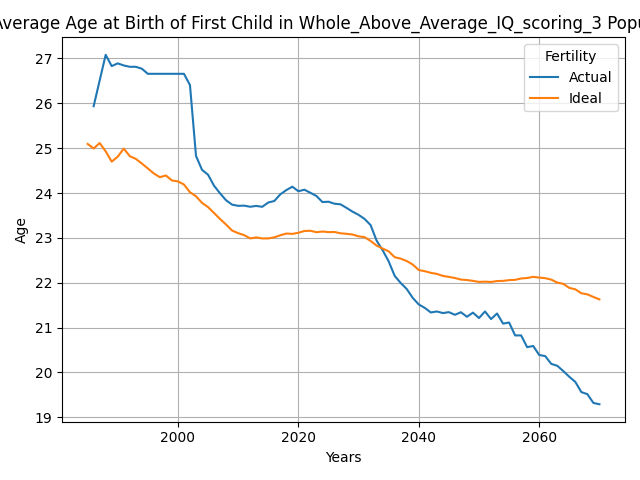 Average Age at Birth of First Child in Whole_Above_Average_IQ_scoring_3
Fertility
Actual
Ideal
27
26
25
24
23
22
21
20
19
Age
2000
2020
2040
2060
Years